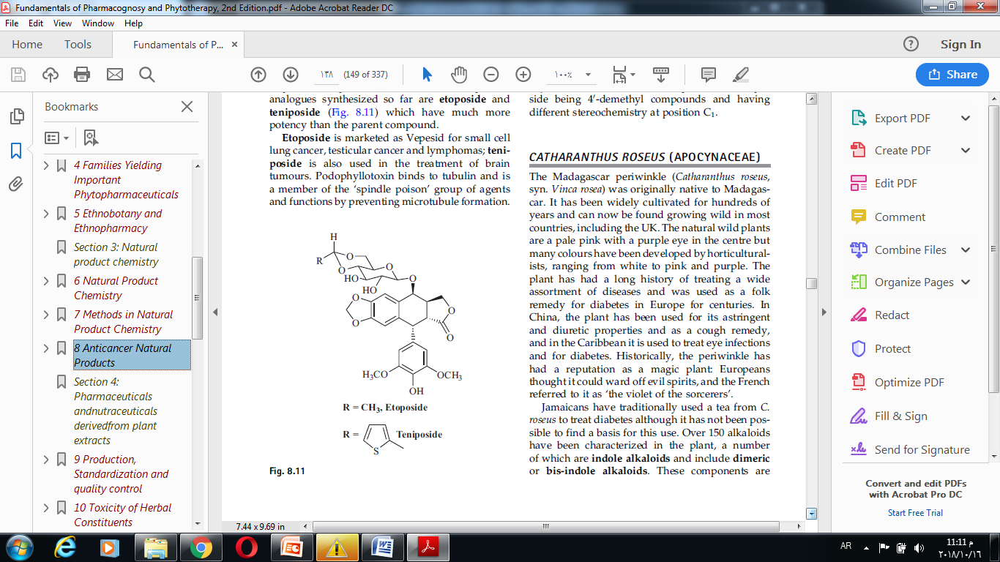 Fundamentals of Pharmacognosy and Phytotherapy, 2nd Edition.pdf - Adobe Acrobat Reader DC
File Edit View Window Help
Home Tools Fundamentals of P... ×
Sign In
١٣٨ (149 of 337)
١٠٠%
Share
Bookmarks
4 Families Yielding
Important
Phytopharmaceuticals
5 Ethnobotany and
Ethnopharmacy
Section 3: Natural
product chemistry
6 Natural Product
Chemistry
7 Methods in Natural
Product Chemistry
8 Anticancer Natural
Products
Section 4:
Pharmaceuticals
andnutraceuticals
derivedfrom plant
extracts
9 Production,
Standardization and
quality control
10 Toxicity of Herbal
Constituents
analogues synthesized so far are etoposide and
teniposide (Fig. 8.11) which have much more
potency than the parent compound.
Etoposide is marketed as Vepesid for small cell
lung cancer, testicular cancer and lymphomas; teni-
poside is also used in the treatment of brain
tumours. Podophyllotoxin binds to tubulin and is
a member of the ‘spindle poison’ group of agents
and functions by preventing microtubule formation.
H
R
O
O
O
HO
HO
O
O
O
O
O
H₃CO
OCH₃
OH
R = CH₃, Etoposide
R =
S
Teniposide
Fig. 8.11
side being 4′-demethyl compounds and having
different stereochemistry at position C₁.
CATHARANTHUS ROSEUS (APOCYNACEAE)
The Madagascar periwinkle (Catharanthus roseus,
syn. Vinca rosea) was originally native to Madagas-
car. It has been widely cultivated for hundreds of
years and can now be found growing wild in most
countries, including the UK. The natural wild plants
are a pale pink with a purple eye in the centre but
many colours have been developed by horticultural-
ists, ranging from white to pink and purple. The
plant has had a long history of treating a wide
assortment of diseases and was used as a folk
remedy for diabetes in Europe for centuries. In
China, the plant has been used for its astringent
and diuretic properties and as a cough remedy,
and in the Caribbean it is used to treat eye infections
and for diabetes. Historically, the periwinkle has
had a reputation as a magic plant: Europeans
thought it could ward off evil spirits, and the French
referred to it as ‘the violet of the sorcerers’.
Jamaicans have traditionally used a tea from C.
roseus to treat diabetes although it has not been pos-
sible to find a basis for this use. Over 150 alkaloids
have been characterized in the plant, a number
of which are indole alkaloids and include dimeric
or bis-indole alkaloids. These components are
7.44 x 9.69 in
Export PDF
Create PDF
Edit PDF
Comment
Combine Files
Organize Pages
Redact
Protect
Optimize PDF
Fill & Sign
Send for Signature
Convert and edit PDFs
with Acrobat Pro DC
Start Free Trial
AR
11:11 م
٢٠١٨/١٠/١٦